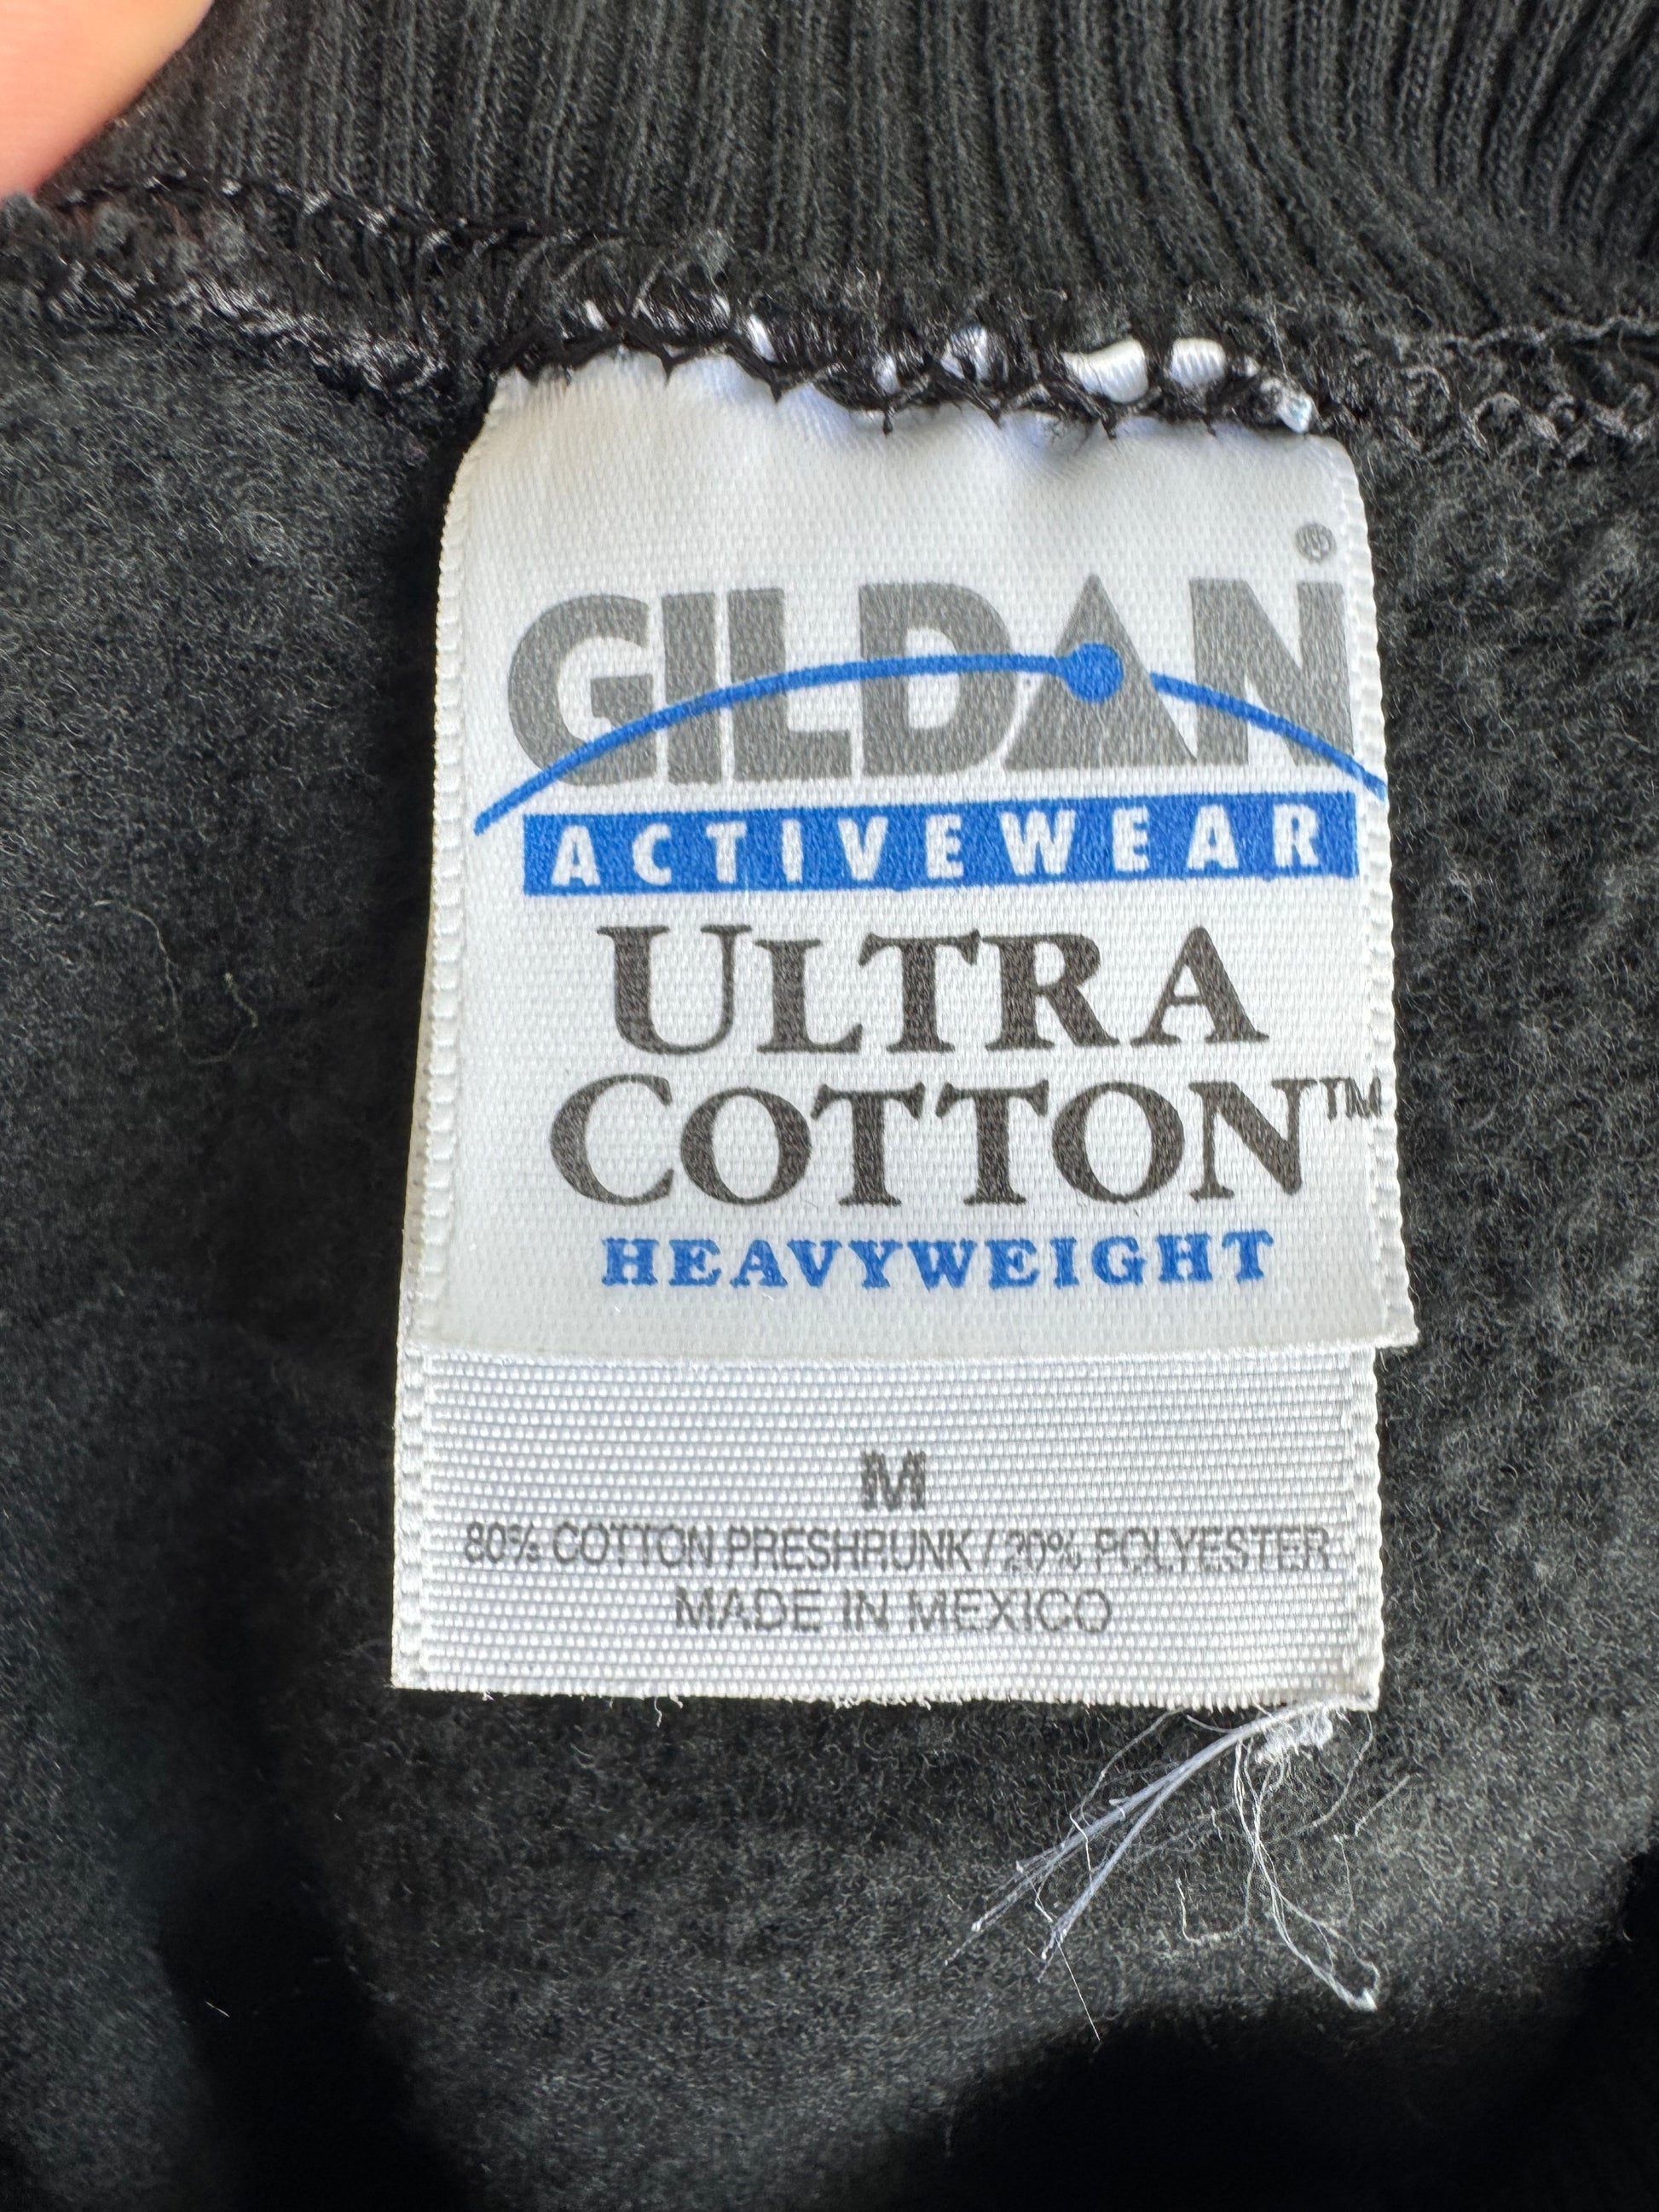 GILDAN®
ACTIVEWEAR
ULTRA
COTTON™
HEAVYWEIGHT
M
80% COTTON PRESHRUNK / 20% POLYESTER
MADE IN MEXICO